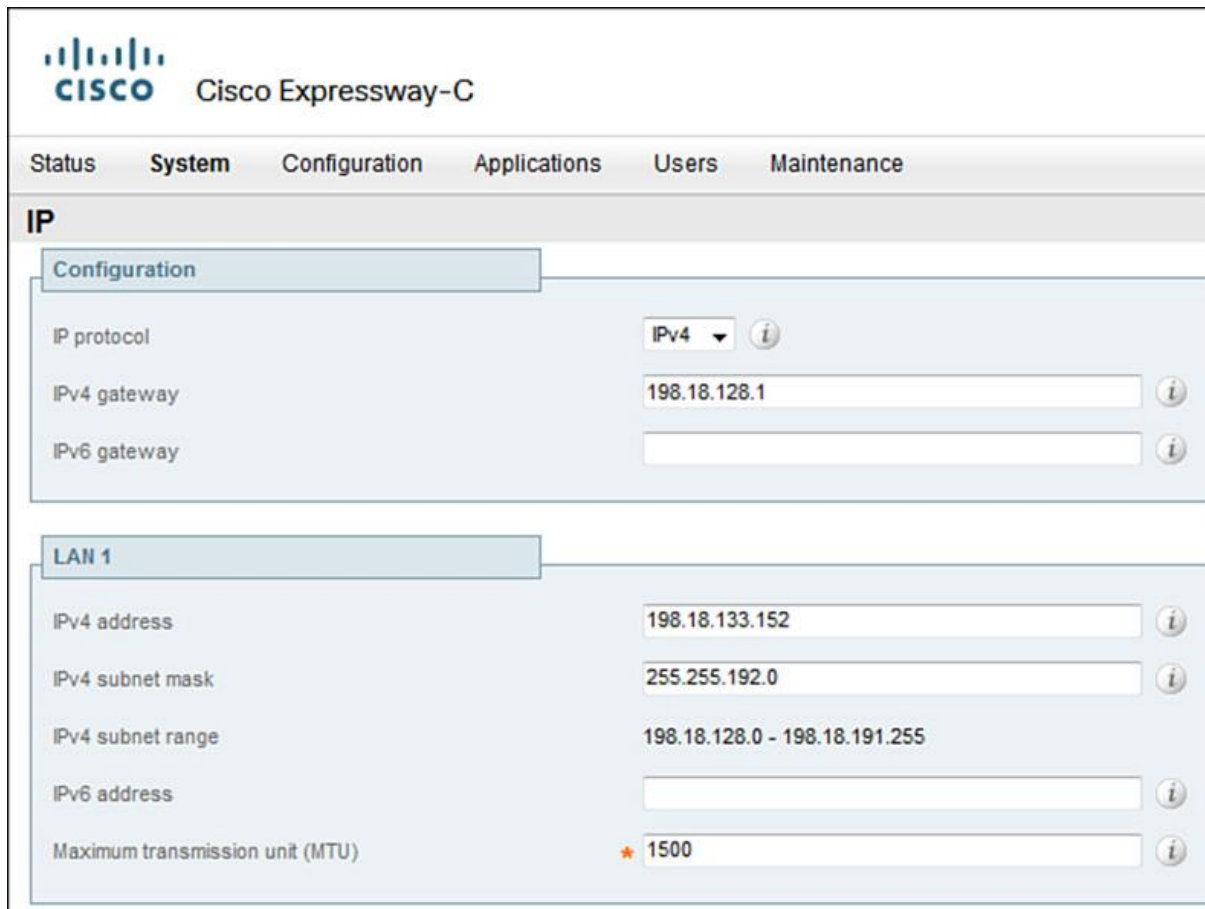 CISCO Cisco Expressway-C
Status System Configuration Applications Users Maintenance
IP
Configuration
IP protocol IPv4 i
IPv4 gateway 198.18.128.1 i
IPv6 gateway i
LAN 1
IPv4 address 198.18.133.152 i
IPv4 subnet mask 255.255.192.0 i
IPv4 subnet range 198.18.128.0 - 198.18.191.255
IPv6 address i
Maximum transmission unit (MTU) * 1500 i